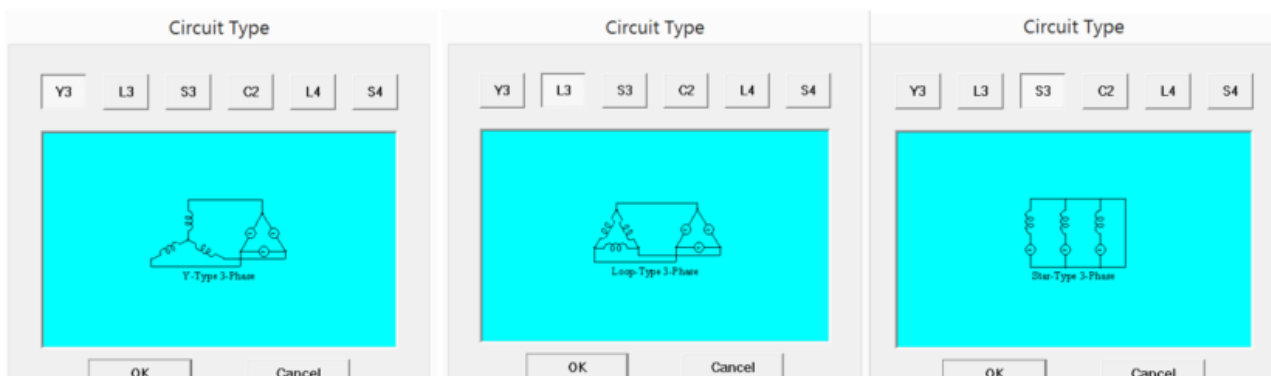 Circuit Type
Y3 L3 S3 C2 L4 S4
Y-Type 3-Phase
OK Cancel
Circuit Type
Y3 L3 S3 C2 L4 S4
Loop-Type 3-Phase
OK Cancel
Circuit Type
Y3 L3 S3 C2 L4 S4
Star-Type 3-Phase
OK Cancel